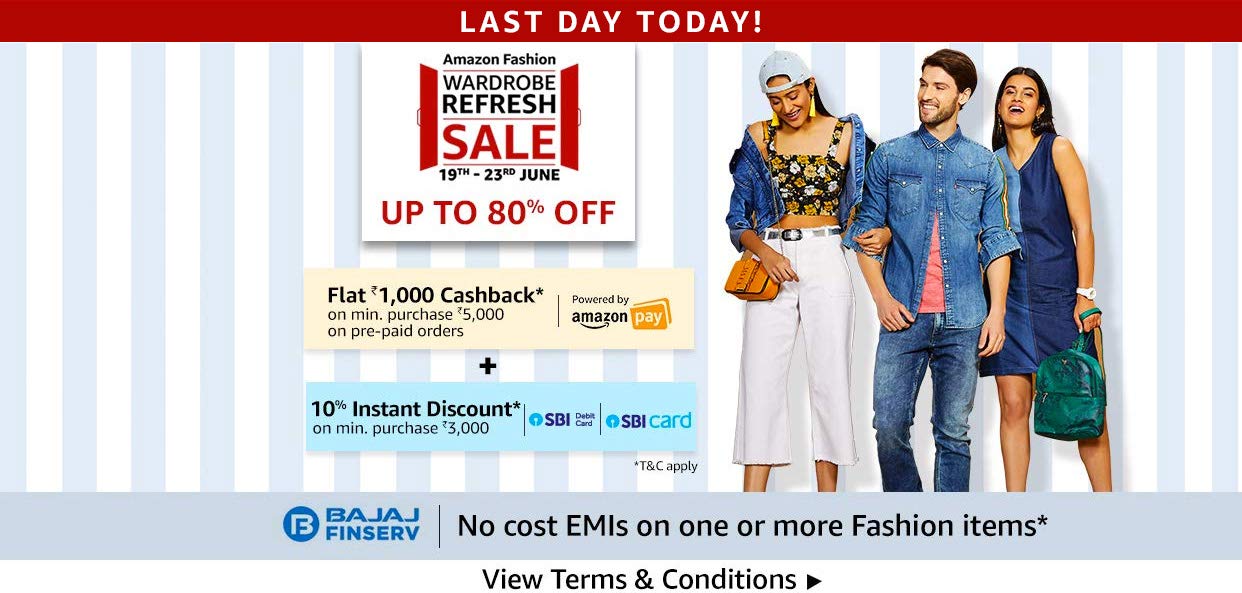 LAST DAY TODAY!
Amazon Fashion
WARDROBE
REFRESH
SALE
19TH - 23RD JUNE
UP TO 80% OFF
Flat ₹1,000 Cashback*
on min. purchase ₹5,000
on pre-paid orders
Powered by
amazon pay
+
10% Instant Discount*
on min. purchase ₹3,000
SBI Debit Card
SBI card
*T&C apply
BAJAJ
FINSERV
No cost EMIs on one or more Fashion items*
View Terms & Conditions ►